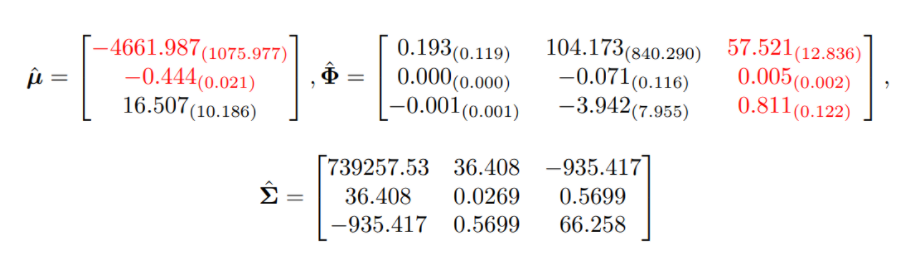 μ̂ = [ −4661.987(1075.977) −0.444(0.021) 16.507(10.186) ] , Φ̂ = [ 0.193(0.119) 104.173(840.290) 57.521(12.836)
0.000(0.000) −0.071(0.116) 0.005(0.002)
−0.001(0.001) −3.942(7.955) 0.811(0.122) ] ,
Σ̂ = [ 739257.53 36.408 −935.417
36.408 0.0269 0.5699
−935.417 0.5699 66.258 ]